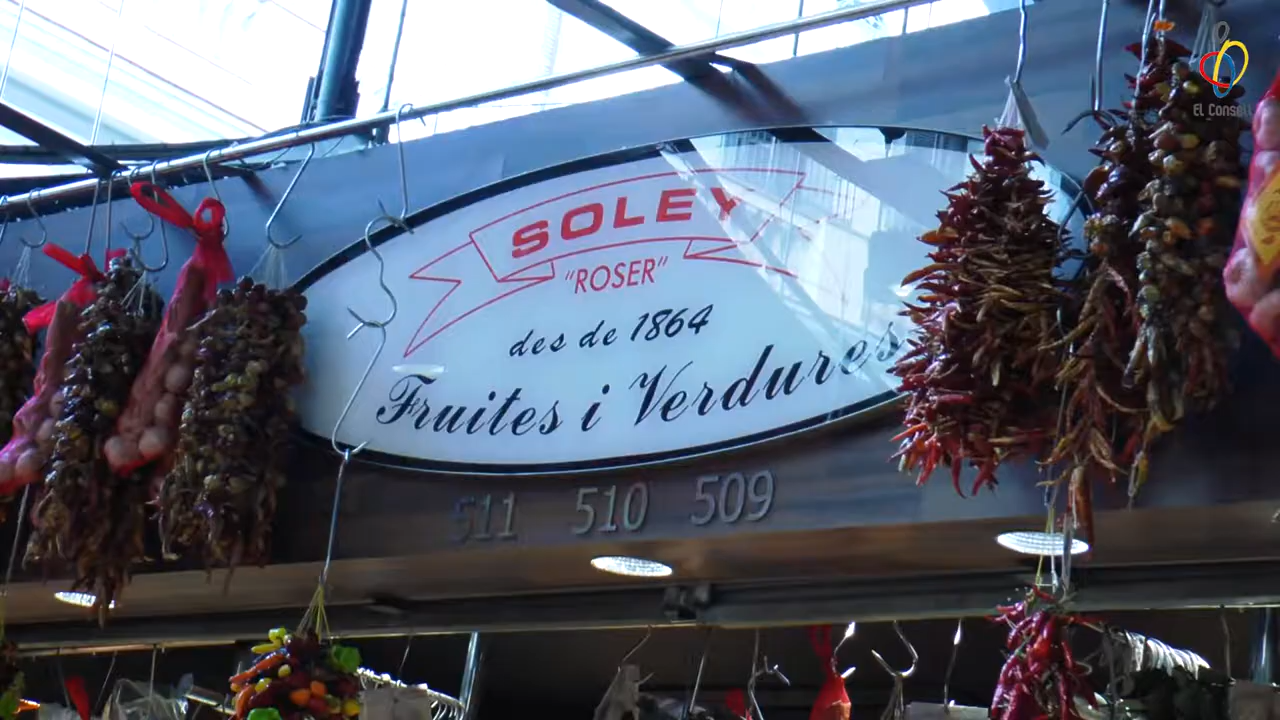 El Consell
SOLEY
"ROSER"
des de 1864
Fruites i Verdures
511 510 509